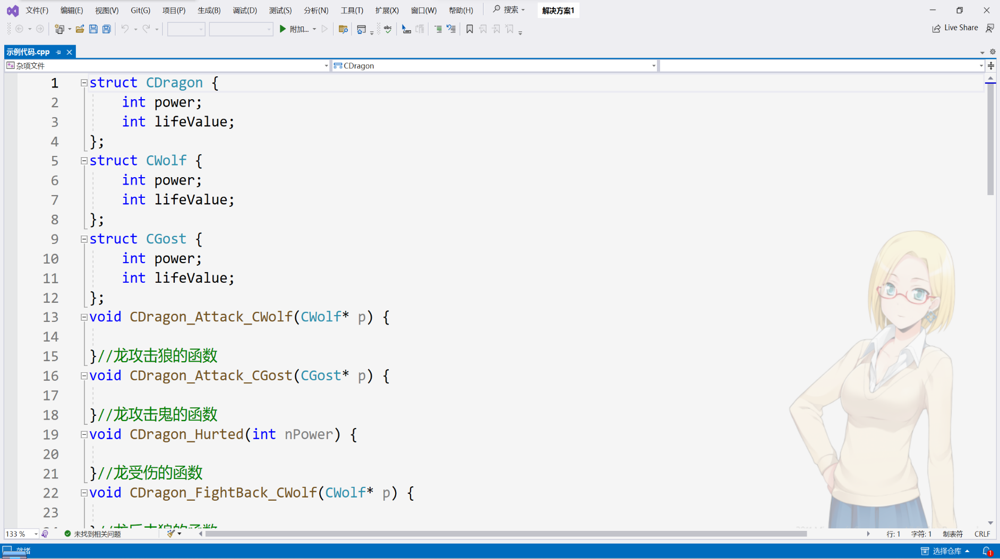 文件(F) 编辑(E) 视图(V) Git(G) 项目(P) 生成(B) 调试(D) 测试(S) 分析(N) 工具(T) 扩展(X) 窗口(W) 帮助(H) 搜索 解决方案1
附加... abc Live Share
示例代码.cpp
杂项文件 CDragon
1 struct CDragon {
2 int power;
3 int lifeValue;
4 };
5 struct CWolf {
6 int power;
7 int lifeValue;
8 };
9 struct CGost {
10 int power;
11 int lifeValue;
12 };
13 void CDragon_Attack_CWolf(CWolf* p) {
14
15 }//龙攻击狼的函数
16 void CDragon_Attack_CGost(CGost* p) {
17
18 }//龙攻击鬼的函数
19 void CDragon_Hurted(int nPower) {
20
21 }//龙受伤的函数
22 void CDragon_FightBack_CWolf(CWolf* p) {
23
133 % 未找到相关问题 行: 1 字符: 1 制表符 CRLF
就绪 选择仓库 1